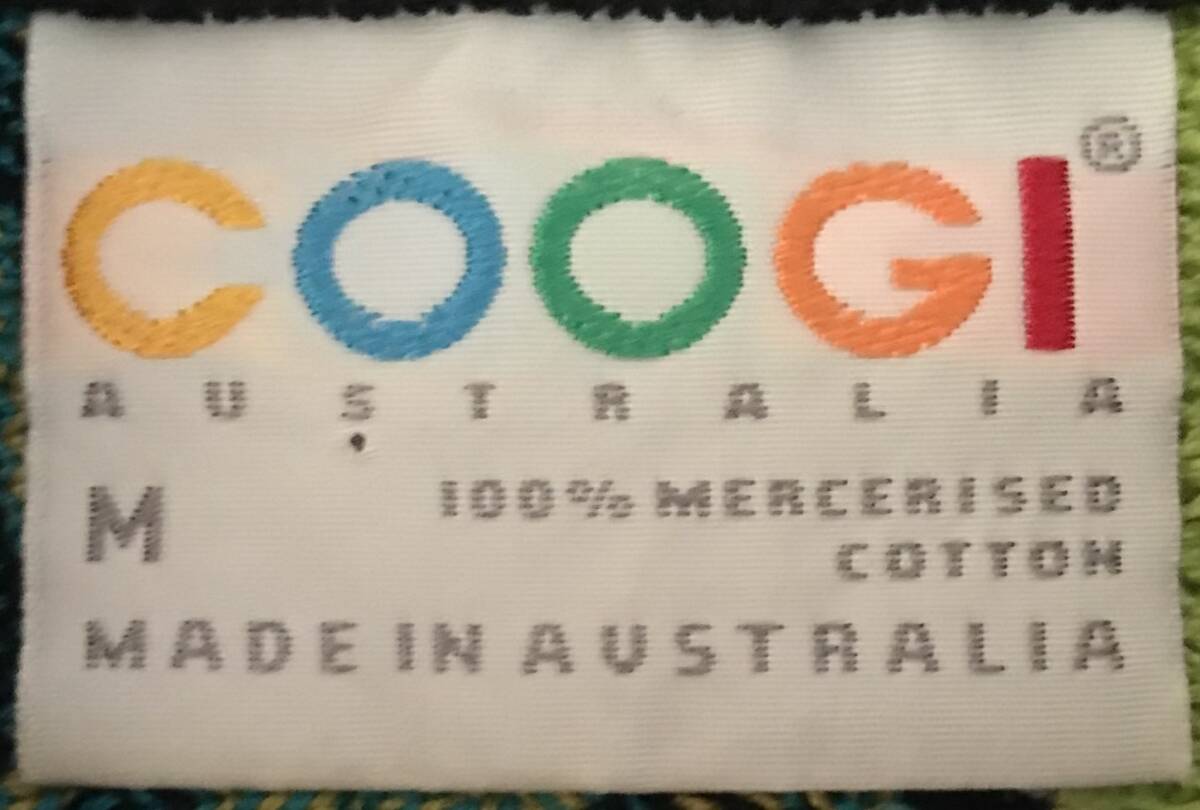 COOGI®
AUSTRALIA
M
100% MERCERISED
COTTON
MADE IN AUSTRALIA